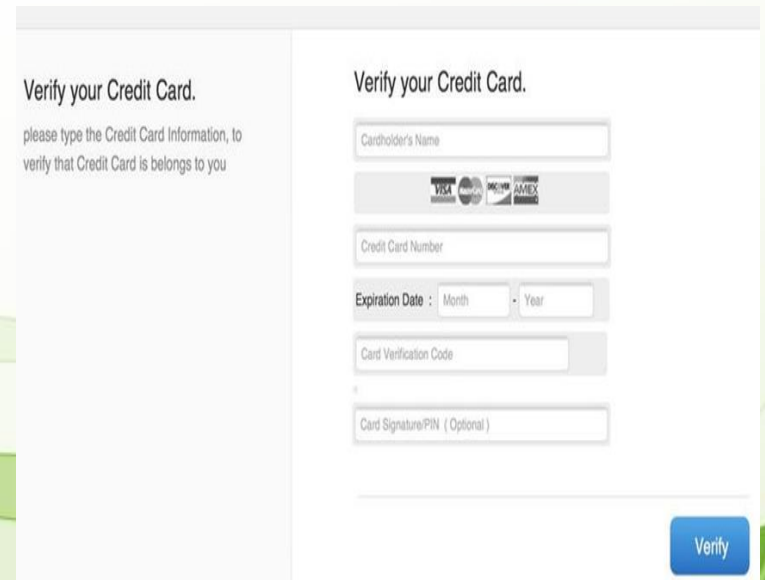 Verify your Credit Card.
please type the Credit Card Information, to
verify that Credit Card is belongs to you
Verify your Credit Card.
Cardholder's Name
VISA DISCOVER AMEX
Credit Card Number
Expiration Date : Month - Year
Card Verification Code
Card Signature/PIN ( Optional )
Verify